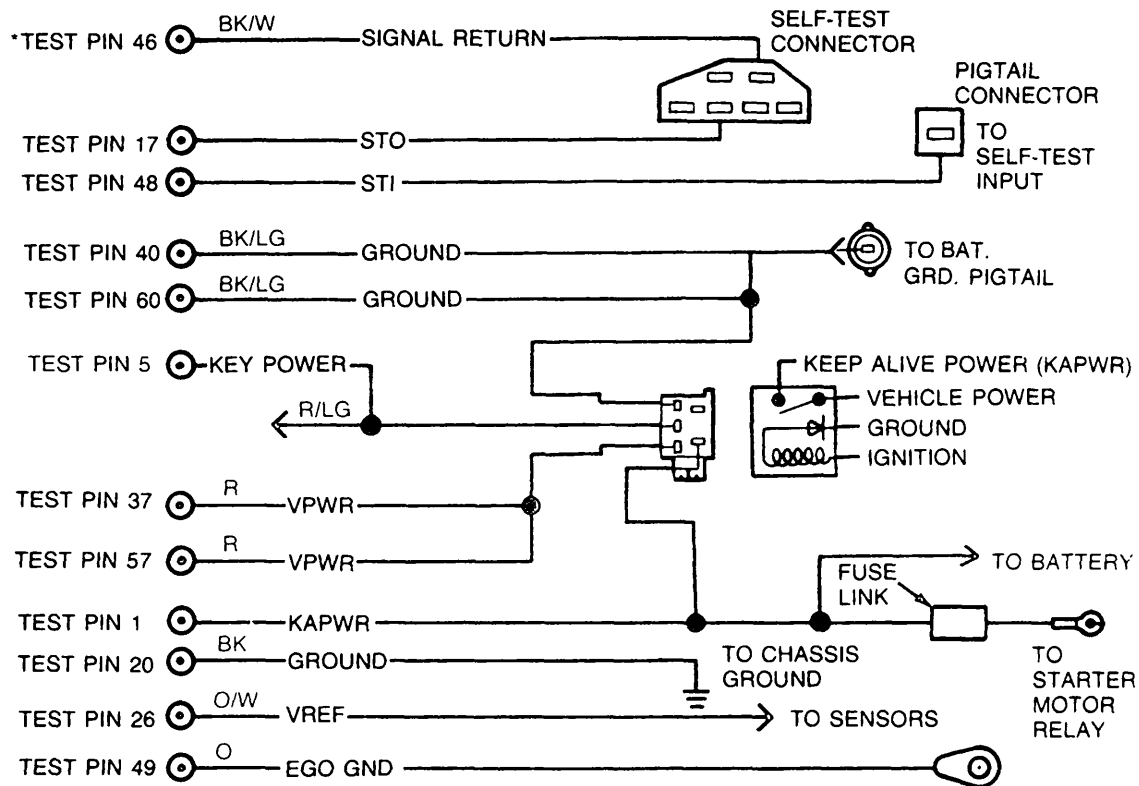 *TEST PIN 46 BK/W SIGNAL RETURN
SELF-TEST
CONNECTOR
PIGTAIL
CONNECTOR
TO
SELF-TEST
INPUT
TEST PIN 17 STO
TEST PIN 48 STI
TEST PIN 40 BK/LG GROUND
TO BAT.
GRD. PIGTAIL
TEST PIN 60 BK/LG GROUND
TEST PIN 5 KEY POWER
R/LG
KEEP ALIVE POWER (KAPWR)
VEHICLE POWER
GROUND
IGNITION
TEST PIN 37 R VPWR
TEST PIN 57 R VPWR
TO BATTERY
FUSE
LINK
TEST PIN 1 KAPWR
TEST PIN 20 BK GROUND
TO CHASSIS
GROUND
TO
STARTER
MOTOR
RELAY
TEST PIN 26 O/W VREF TO SENSORS
TEST PIN 49 O EGO GND